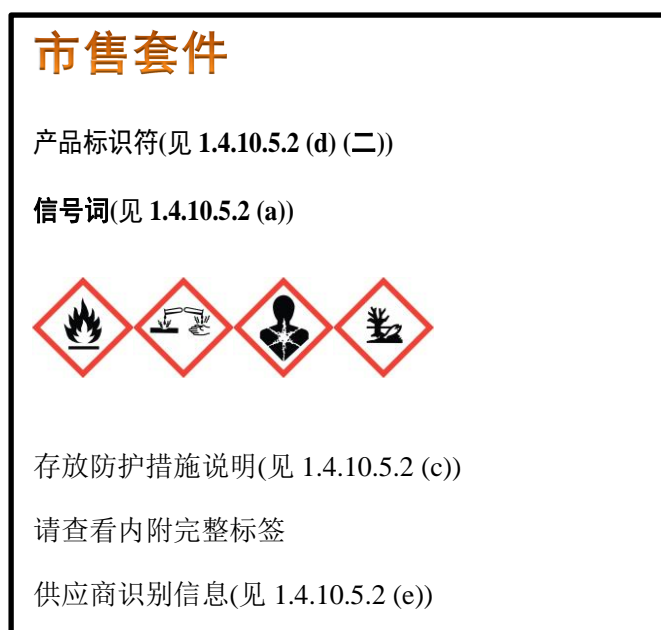 市售套件
产品标识符(见 1.4.10.5.2 (d) (二))
信号词(见 1.4.10.5.2 (a))
存放防护措施说明(见 1.4.10.5.2 (c))
请查看内附完整标签
供应商识别信息(见 1.4.10.5.2 (e))